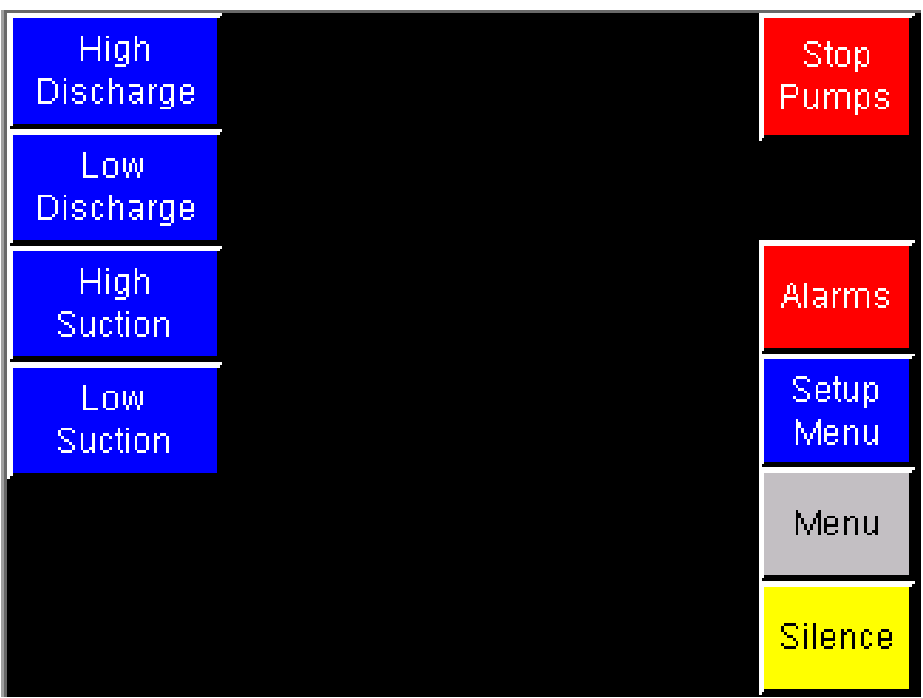 High
Discharge
Low
Discharge
High
Suction
Low
Suction
Stop
Pumps
Alarms
Setup
Menu
Menu
Silence